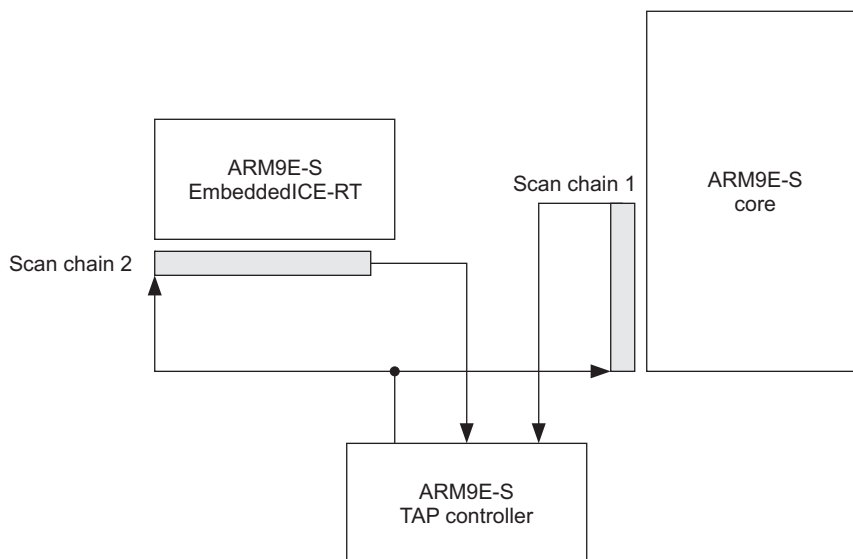 ARM9E-S
EmbeddedICE-RT
Scan chain 1
ARM9E-S
core
Scan chain 2
ARM9E-S
TAP controller